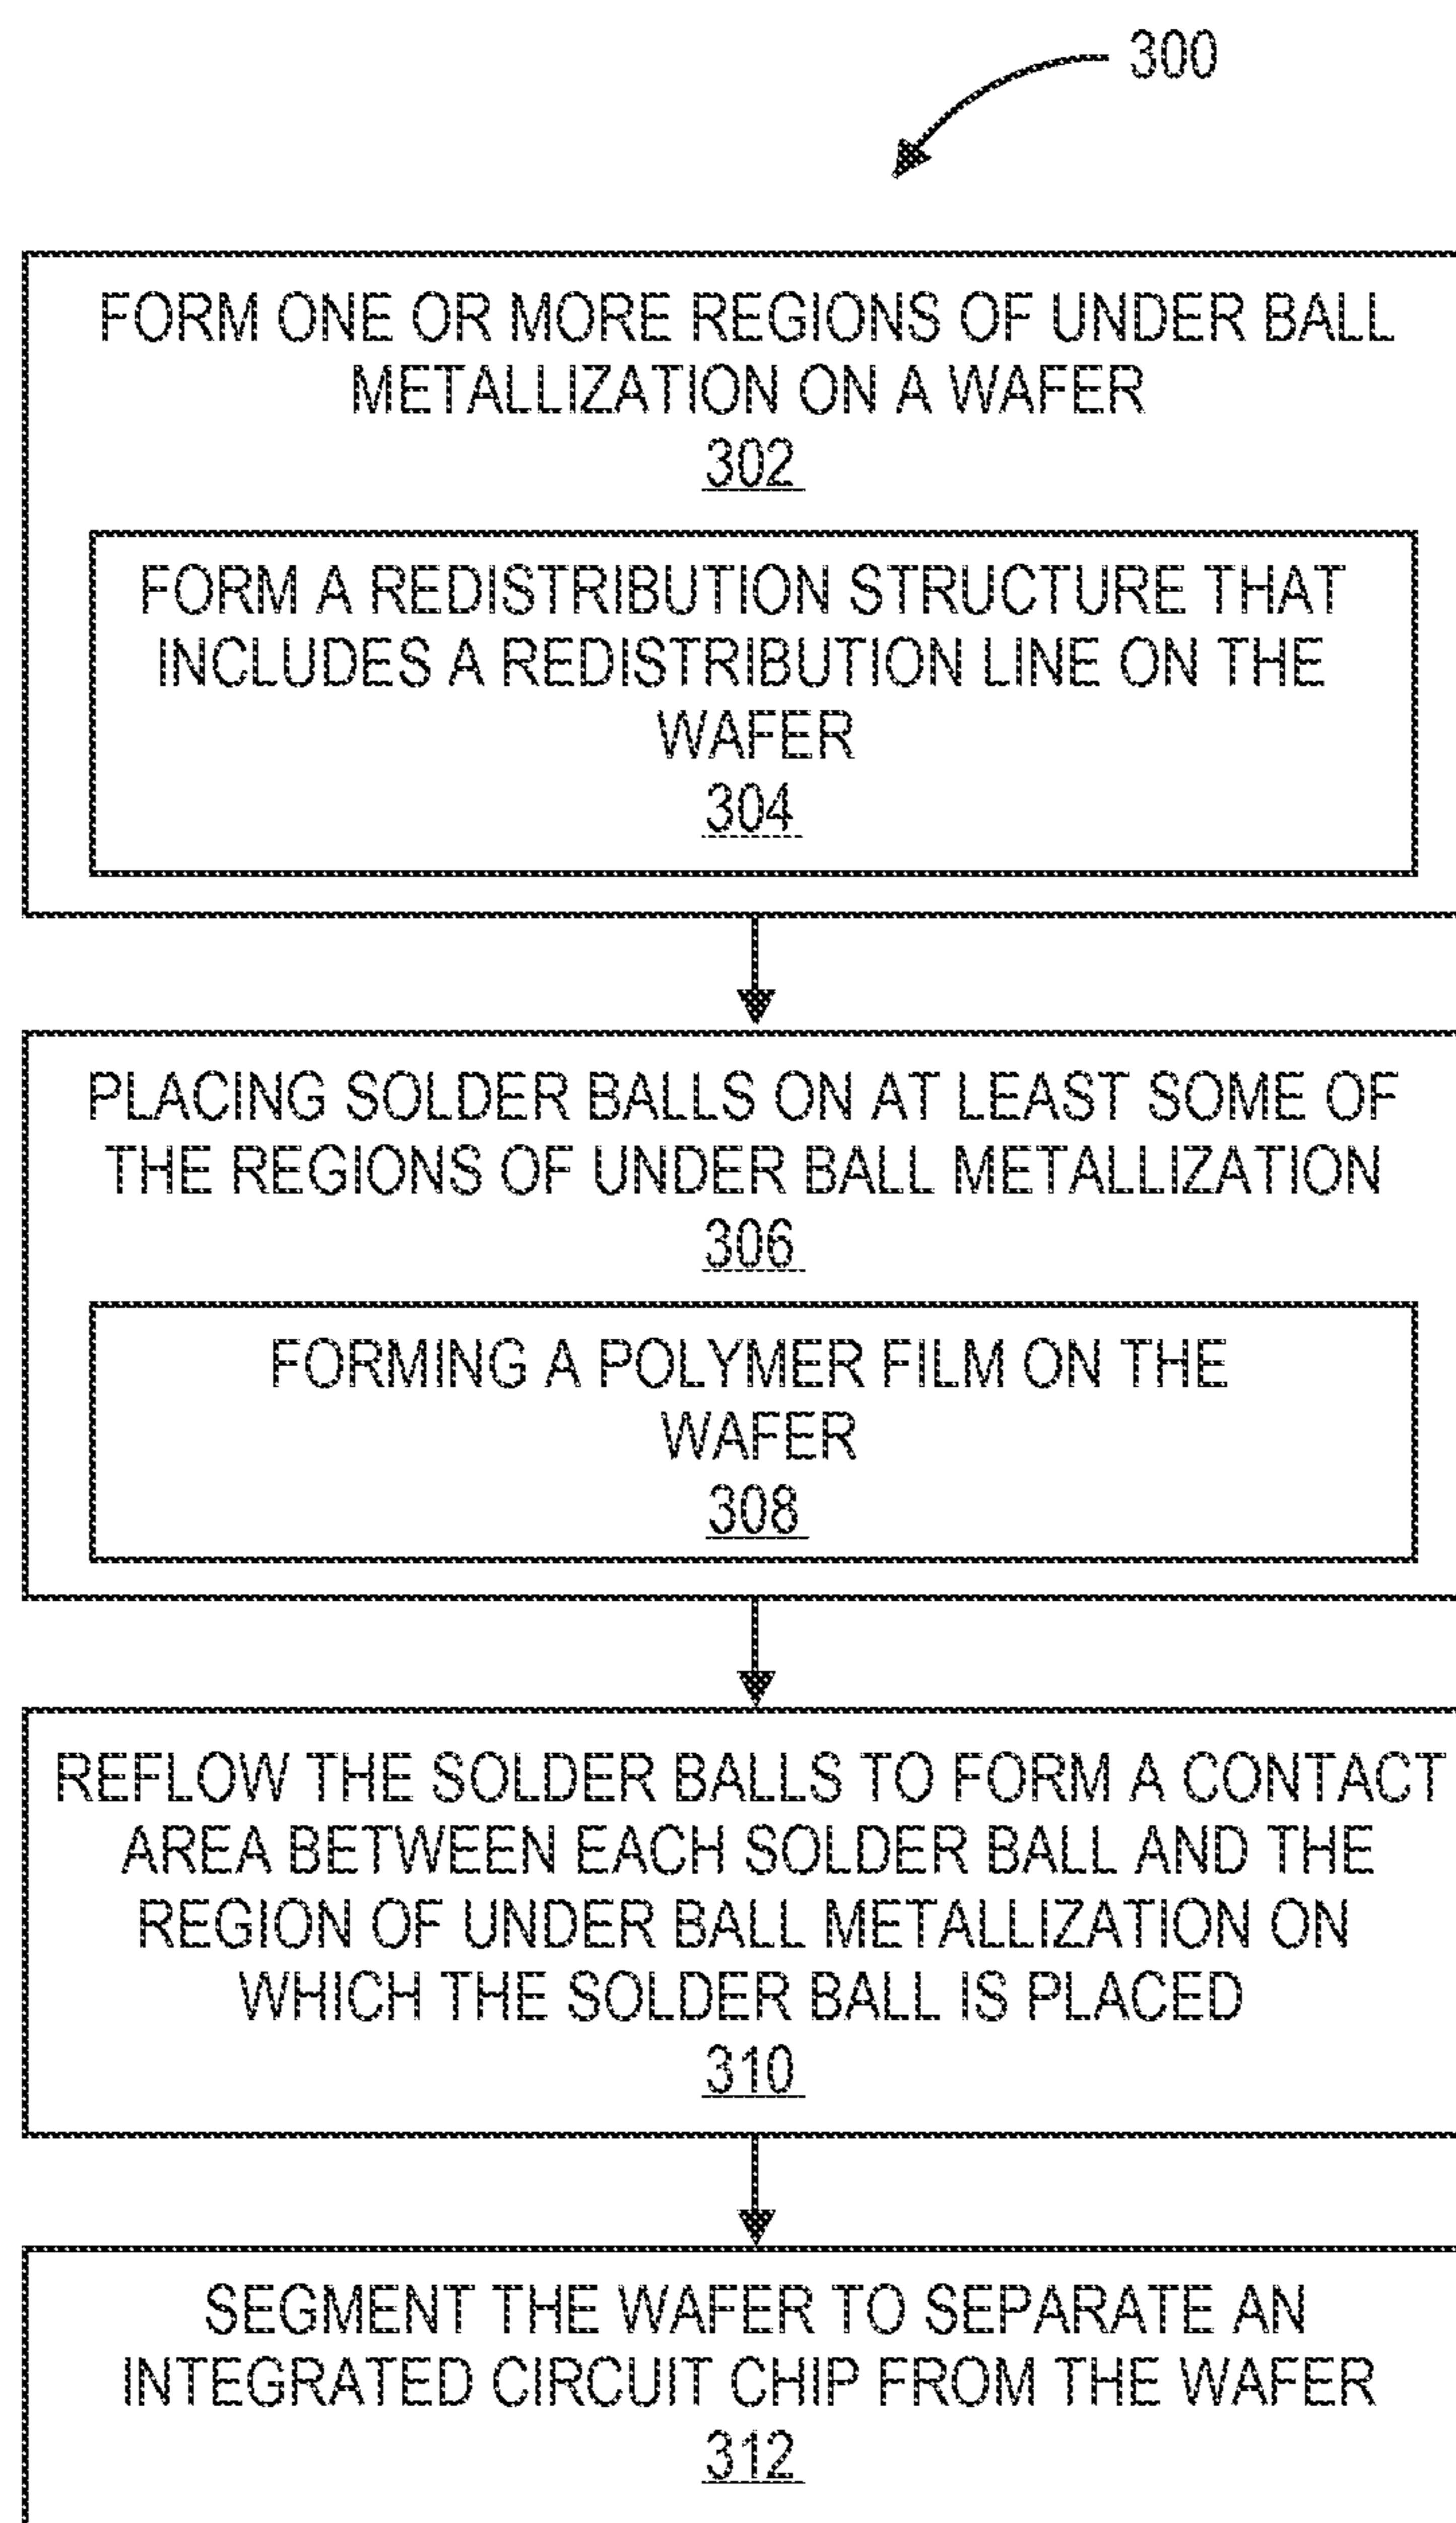 300
FORM ONE OR MORE REGIONS OF UNDER BALL
METALLIZATION ON A WAFER
302
FORM A REDISTRIBUTION STRUCTURE THAT
INCLUDES A REDISTRIBUTION LINE ON THE
WAFER
304
PLACING SOLDER BALLS ON AT LEAST SOME OF
THE REGIONS OF UNDER BALL METALLIZATION
306
FORMING A POLYMER FILM ON THE
WAFER
308
REFLOW THE SOLDER BALLS TO FORM A CONTACT
AREA BETWEEN EACH SOLDER BALL AND THE
REGION OF UNDER BALL METALLIZATION ON
WHICH THE SOLDER BALL IS PLACED
310
SEGMENT THE WAFER TO SEPARATE AN
INTEGRATED CIRCUIT CHIP FROM THE WAFER
312